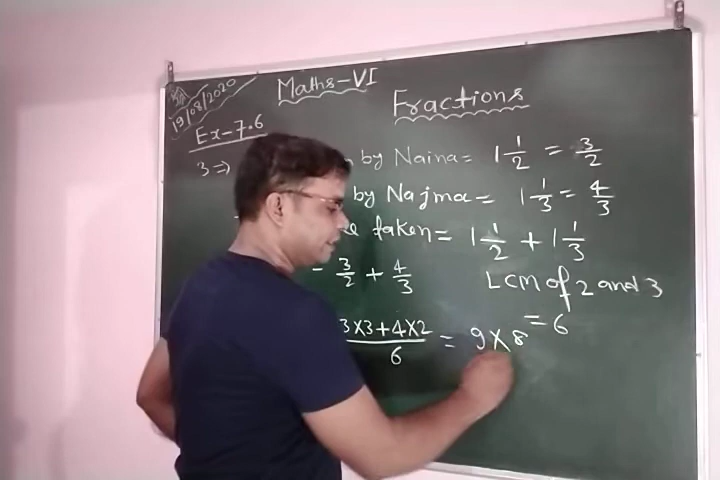 19/08/2020
Maths-VI
Fractions
Ex-7.6
3⇒ by Naina= 1 1/2 = 3/2
by Najma= 1 1/3 = 4/3
taken= 1 1/2 + 1 1/3
3/2 + 4/3
LCM of 2 and 3
= 6
3X3+4X2/6 = 9X8